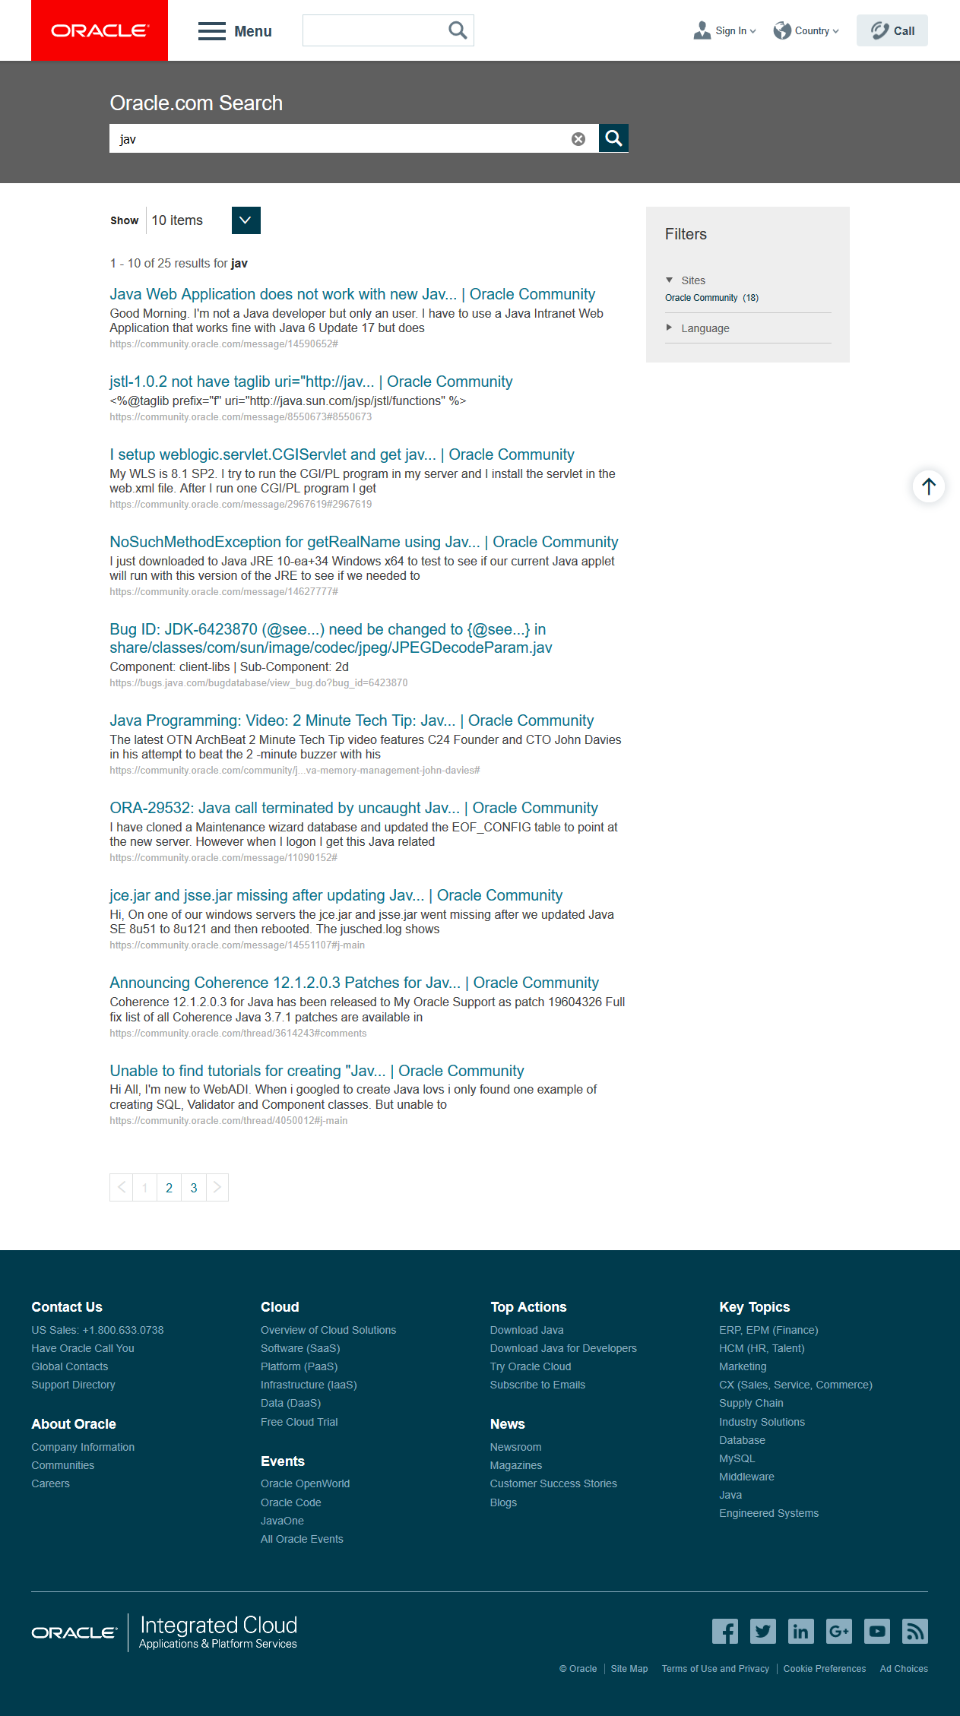 ORACLE
Menu
Sign In
Country
Call
Oracle.com Search
jav
Show
10 items
Filters
Sites
Oracle Community (18)
Language
1 - 10 of 25 results for jav
Java Web Application does not work with new Jav... | Oracle Community
Good Morning. I'm not a Java developer but only an user. I have to use a Java Intranet Web
Application that works fine with Java 6 Update 17 but does
https://community.oracle.com/message/14590652#
jstl-1.0.2 not have taglib uri="http://jav... | Oracle Community
<%@taglib prefix="f" uri="http://java.sun.com/jsp/jstl/functions" %>
https://community.oracle.com/message/8550673#8550673
I setup weblogic.servlet.CGIServlet and get jav... | Oracle Community
My WLS is 8.1 SP2. I try to run the CGI/PL program in my server and I install the servlet in the
web.xml file. After I run one CGI/PL program I get
https://community.oracle.com/message/2967619#2967619
NoSuchMethodException for getRealName using Jav... | Oracle Community
I just downloaded to Java JRE 10-ea+34 Windows x64 to test to see if our current Java applet
will run with this version of the JRE to see if we needed to
https://community.oracle.com/message/14627777#
Bug ID: JDK-6423870 (@see...) need be changed to {@see...} in
share/classes/com/sun/image/codec/jpeg/JPEGDecodeParam.jav
Component: client-libs | Sub-Component: 2d
https://bugs.java.com/bugdatabase/view_bug.do?bug_id=6423870
Java Programming: Video: 2 Minute Tech Tip: Jav... | Oracle Community
The latest OTN ArchBeat 2 Minute Tech Tip video features C24 Founder and CTO John Davies
in his attempt to beat the 2 -minute buzzer with his
https://community.oracle.com/community/j...va-memory-management-john-davies#
ORA-29532: Java call terminated by uncaught Jav... | Oracle Community
I have cloned a Maintenance wizard database and updated the EOF_CONFIG table to point at
the new server. However when I logon I get this Java related
https://community.oracle.com/message/11090152#
jce.jar and jsse.jar missing after updating Jav... | Oracle Community
Hi, On one of our windows servers the jce.jar and jsse.jar went missing after we updated Java
SE 8u51 to 8u121 and then rebooted. The jusched.log shows
https://community.oracle.com/message/14551107#j-main
Announcing Coherence 12.1.2.0.3 Patches for Jav... | Oracle Community
Coherence 12.1.2.0.3 for Java has been released to My Oracle Support as patch 19604326 Full
fix list of all Coherence Java 3.7.1 patches are available in
https://community.oracle.com/thread/3614243#comments
Unable to find tutorials for creating "Jav... | Oracle Community
Hi All, I'm new to WebADI. When i googled to create Java lovs i only found one example of
creating SQL, Validator and Component classes. But unable to
https://community.oracle.com/thread/4050012#j-main
1 2 3
Contact Us
US Sales: +1.800.633.0738
Have Oracle Call You
Global Contacts
Support Directory
About Oracle
Company Information
Communities
Careers
Cloud
Overview of Cloud Solutions
Software (SaaS)
Platform (PaaS)
Infrastructure (IaaS)
Data (DaaS)
Free Cloud Trial
Events
Oracle OpenWorld
Oracle Code
JavaOne
All Oracle Events
Top Actions
Download Java
Download Java for Developers
Try Oracle Cloud
Subscribe to Emails
News
Newsroom
Magazines
Customer Success Stories
Blogs
Key Topics
ERP, EPM (Finance)
HCM (HR, Talent)
Marketing
CX (Sales, Service, Commerce)
Supply Chain
Industry Solutions
Database
MySQL
Middleware
Java
Engineered Systems
ORACLE
Integrated Cloud
Applications & Platform Services
© Oracle | Site Map Terms of Use and Privacy | Cookie Preferences Ad Choices